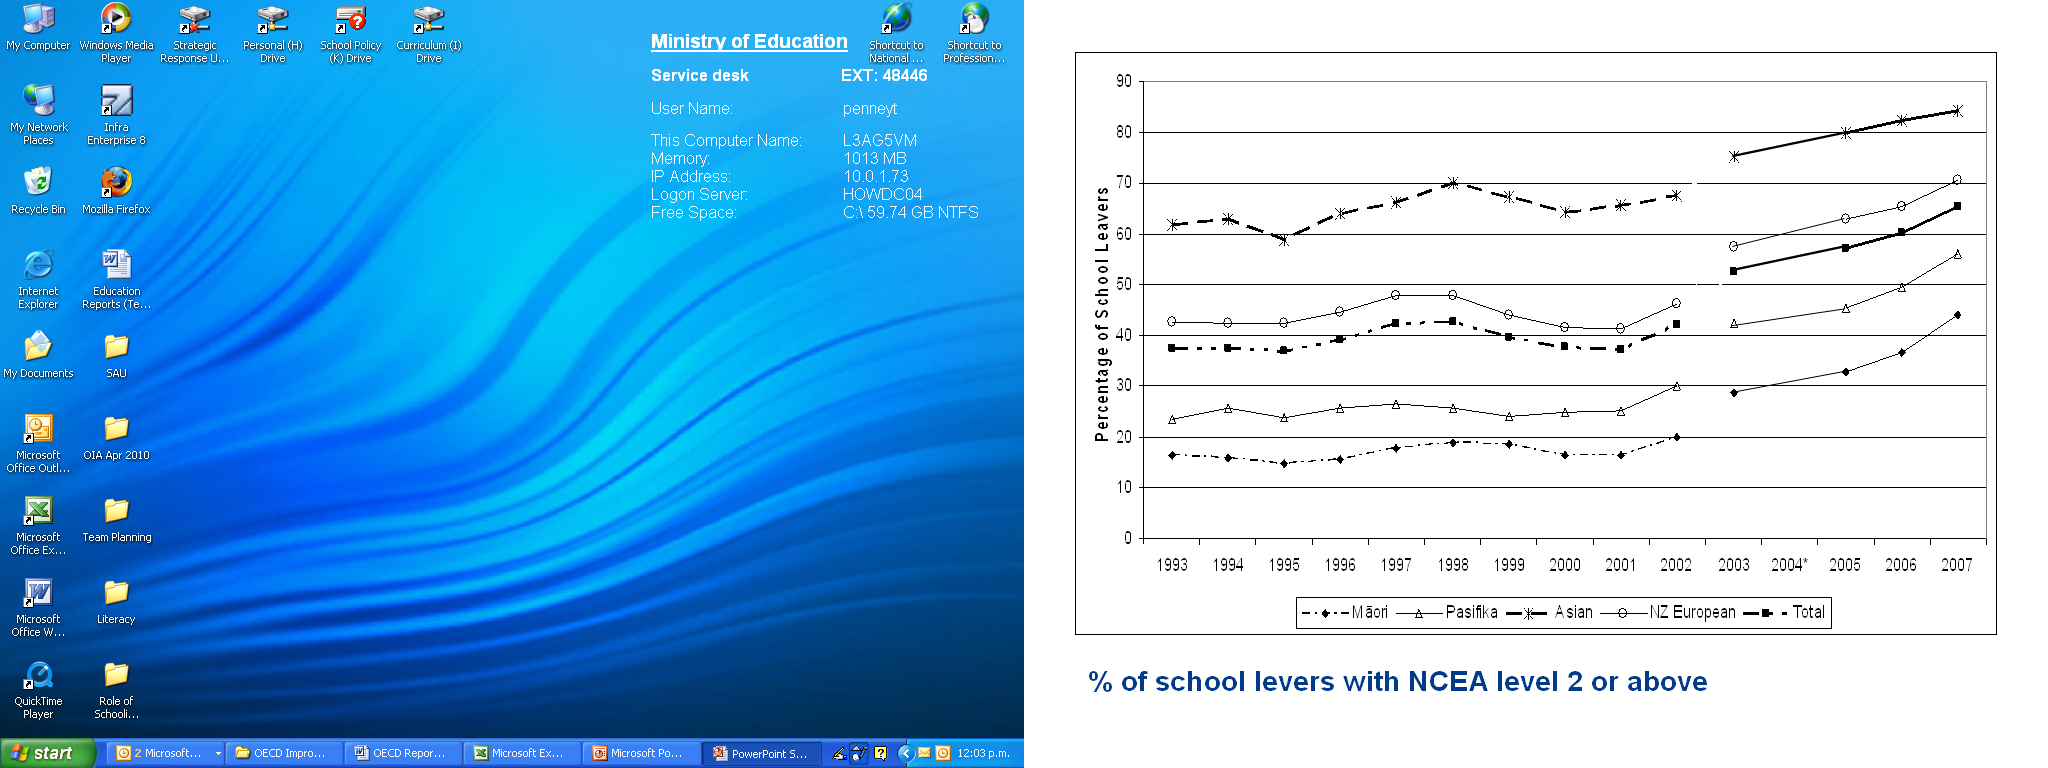 My Computer
Windows Media
Player
Strategic
Response U...
Personal (H)
Drive
School Policy
(K) Drive
Curriculum (I)
Drive
Ministry of Education
Shortcut to
National ...
Shortcut to
Profession...
Service desk EXT: 48446
User Name: penneyt
This Computer Name: L3AG5VM
Memory: 1013 MB
IP Address: 10.0.1.73
Logon Server: HOWDC04
Free Space: C:\ 59.74 GB NTFS
My Network
Places
Infra
Enterprise 8
Recycle Bin
Mozilla Firefox
Internet
Explorer
Education
Reports (Te...
My Documents
SAU
Microsoft
Office Outl...
OIA Apr 2010
Microsoft
Office Ex...
Team Planning
Microsoft
Office W...
Literacy
QuickTime
Player
Role of
Schooli...
start
2 Microsoft...
OECD Impro...
OECD Repor...
Microsoft Ex...
Microsoft Po...
PowerPoint S...
12:03 p.m.
Percentage of School Leavers
90
80
70
60
50
40
30
20
10
0
1993 1994 1995 1996 1997 1998 1999 2000 2001 2002 2003 2004* 2005 2006 2007
Māori Pasifika Asian NZ European Total
% of school levers with NCEA level 2 or above